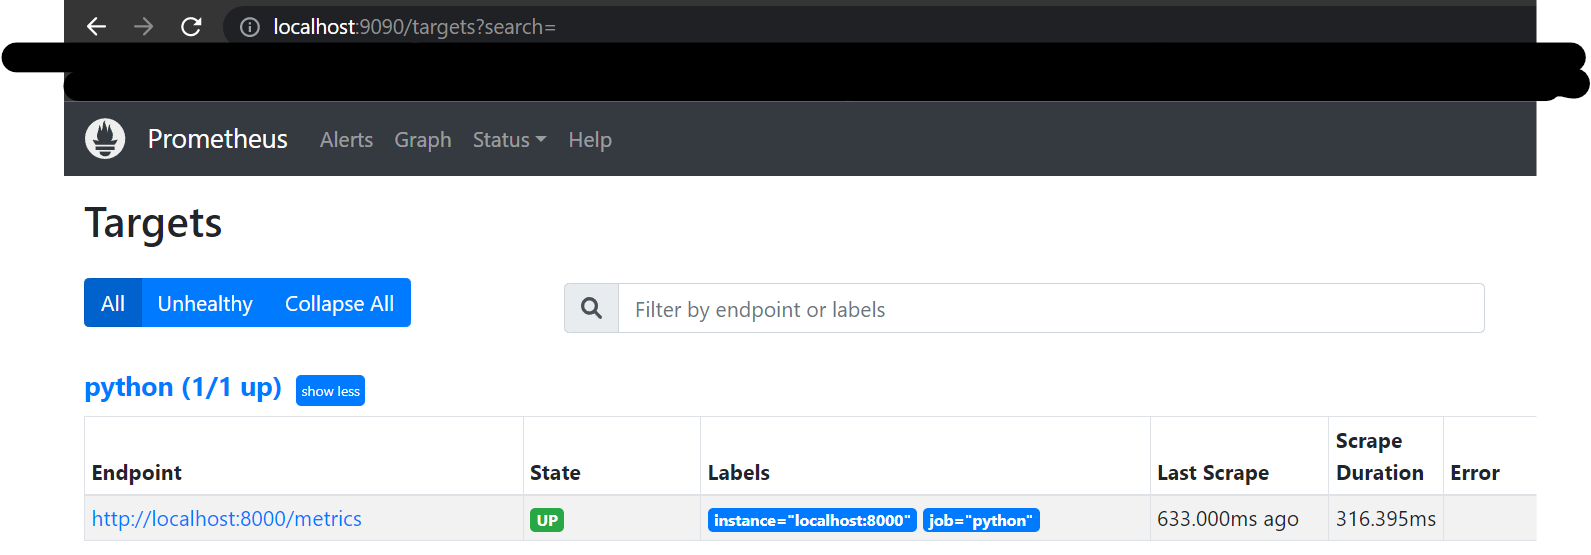 localhost:9090/targets?search=
Prometheus Alerts Graph Status Help
Targets
All Unhealthy Collapse All
Filter by endpoint or labels
python (1/1 up) show less
Endpoint State Labels Last Scrape Scrape Duration Error
http://localhost:8000/metrics UP instance="localhost:8000" job="python" 633.000ms ago 316.395ms